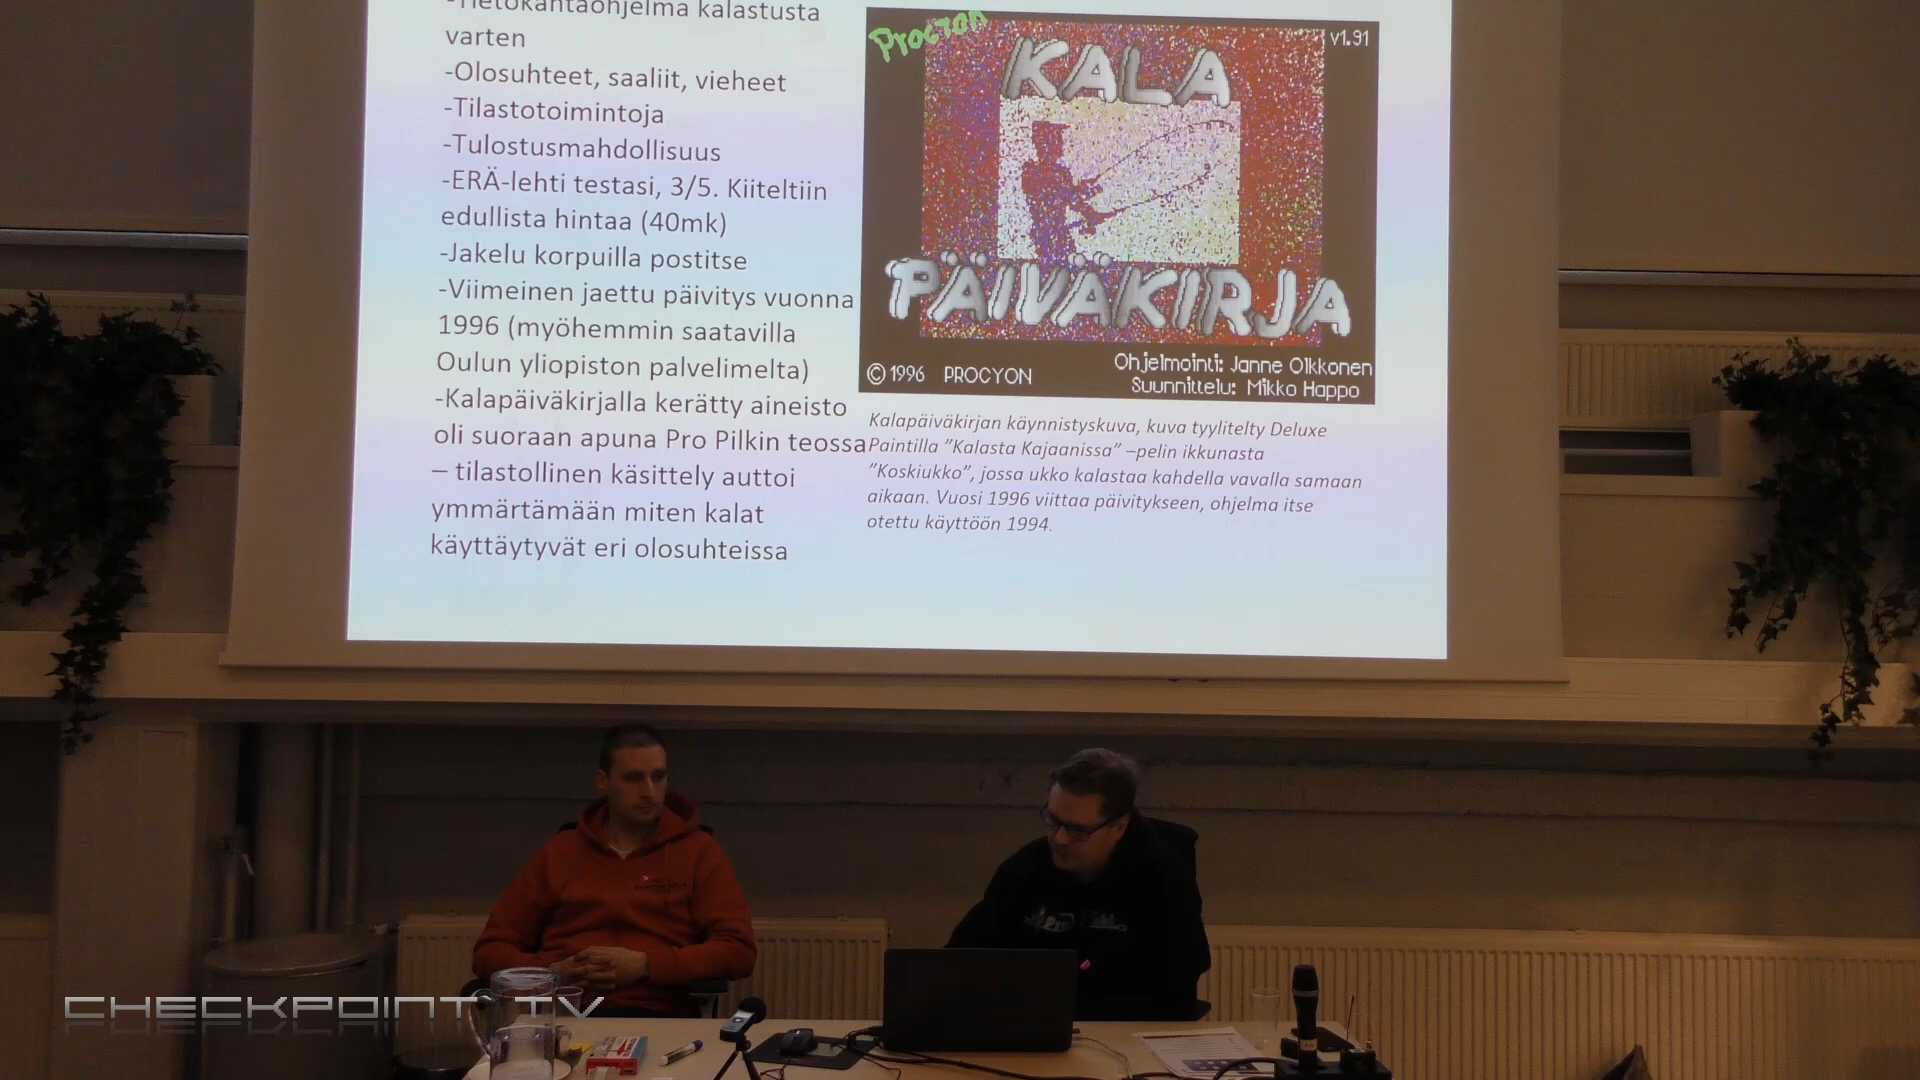 -Tietokantaohjelma kalastusta
varten
-Olosuhteet, saaliit, vieheet
-Tilastotoimintoja
-Tulostusmahdollisuus
-ERÄ-lehti testasi, 3/5. Kiiteltiin
edullista hintaa (40mk)
-Jakelu korpuilla postitse
-Viimeinen jaettu päivitys vuonna
1996 (myöhemmin saatavilla
Oulun yliopiston palvelimelta)
-Kalapäiväkirjalla kerätty aineisto
oli suoraan apuna Pro Pilkin teossa
– tilastollinen käsittely auttoi
ymmärtämään miten kalat
käyttäytyvät eri olosuhteissa
Procyon
v1.91
KALA
PÄIVÄKIRJA
©1996 PROCYON
Ohjelmointi: Janne Olkkonen
Suunnittelu: Mikko Happo
Kalapäiväkirjan käynnistyskuva, kuva tyylitelty Deluxe
Paintilla ”Kalasta Kajaanissa” –pelin ikkunasta
”Koskiukko”, jossa ukko kalastaa kahdella vavalla samaan
aikaan. Vuosi 1996 viittaa päivitykseen, ohjelma itse
otettu käyttöön 1994.
CHECKPOINT TV